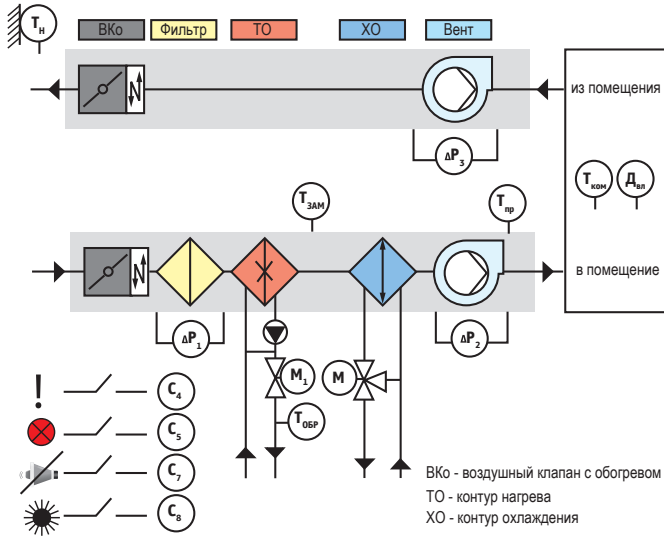 Тн
ВКо Фильтр ТО ХО Вент
из помещения
ΔР3
Тком Двл
ТЗАМ Тпр
в помещение
ΔР1 ΔР2
М1 М
ТОБР
! С4
С5
С7
С8
ВКо - воздушный клапан с обогревом
ТО - контур нагрева
ХО - контур охлаждения